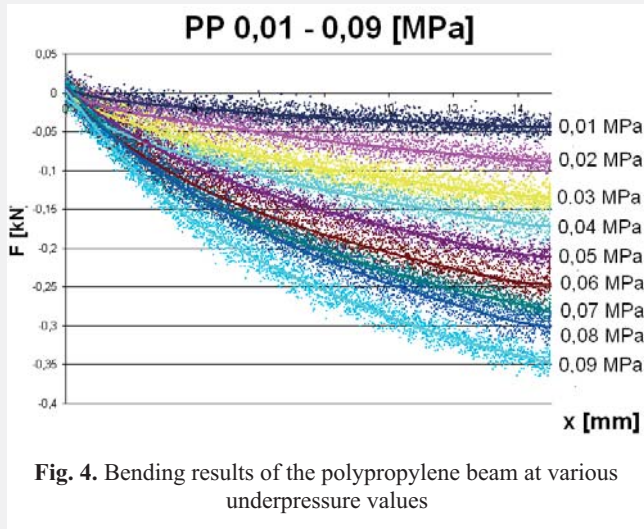 PP 0,01 - 0,09 [MPa]
0,05
0
-0,05
-0,1
-0,15
-0,2
-0,25
-0,3
-0,35
-0,4
F [kN]
0
14
0,01 MPa
0,02 MPa
0.03 MPa
0,04 MPa
0,05 MPa
0,06 MPa
0,07 MPa
0,08 MPa
0,09 MPa
x [mm]
Fig. 4. Bending results of the polypropylene beam at various
underpressure values